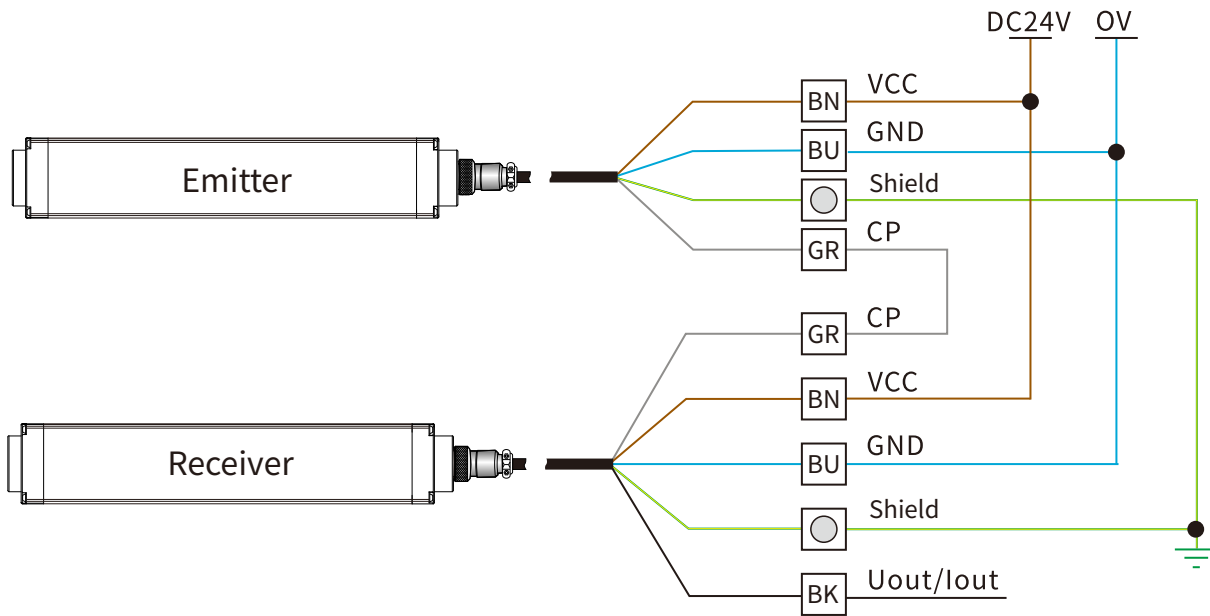 DC24V OV
BN VCC
BU GND
Emitter
Shield
GR CP
GR CP
BN VCC
BU GND
Receiver
Shield
BK Uout/Iout